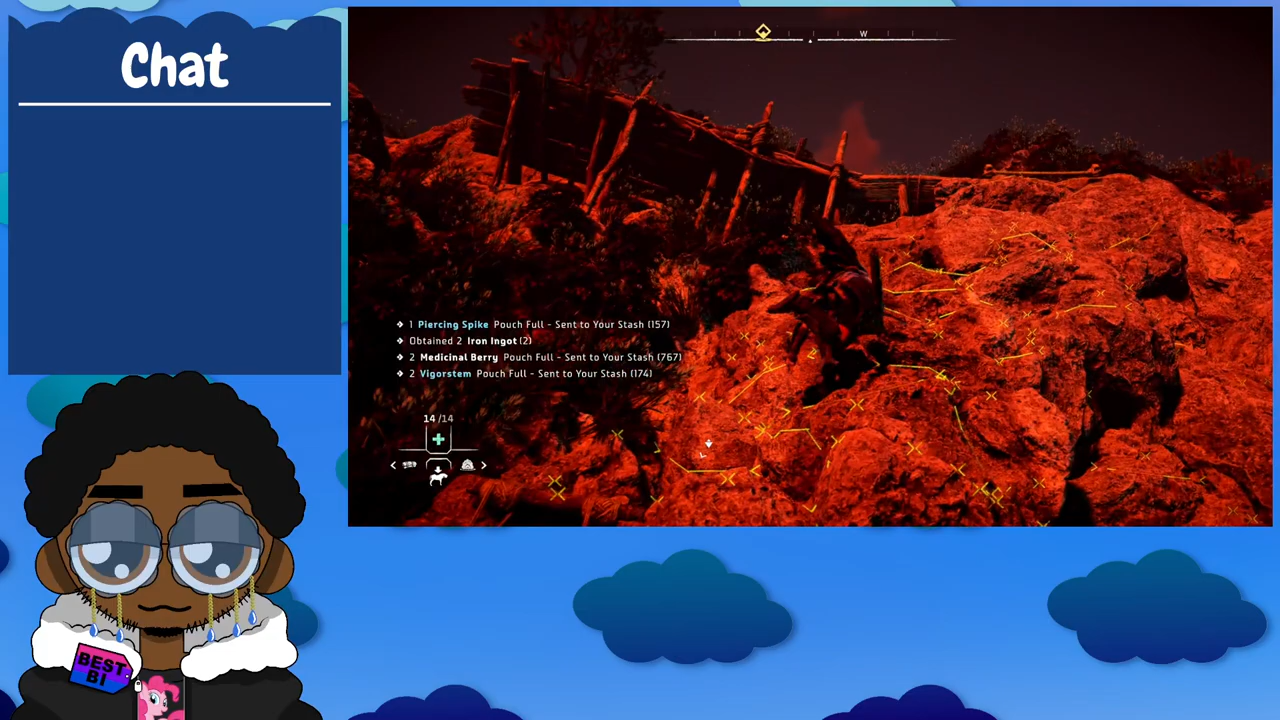 Chat
W
1 Piercing Spike Pouch Full - Sent to Your Stash (157)
Obtained 2 Iron Ingot (2)
2 Medicinal Berry Pouch Full - Sent to Your Stash (767)
2 Vigorstem Pouch Full - Sent to Your Stash (174)
14/14
BEST
BI